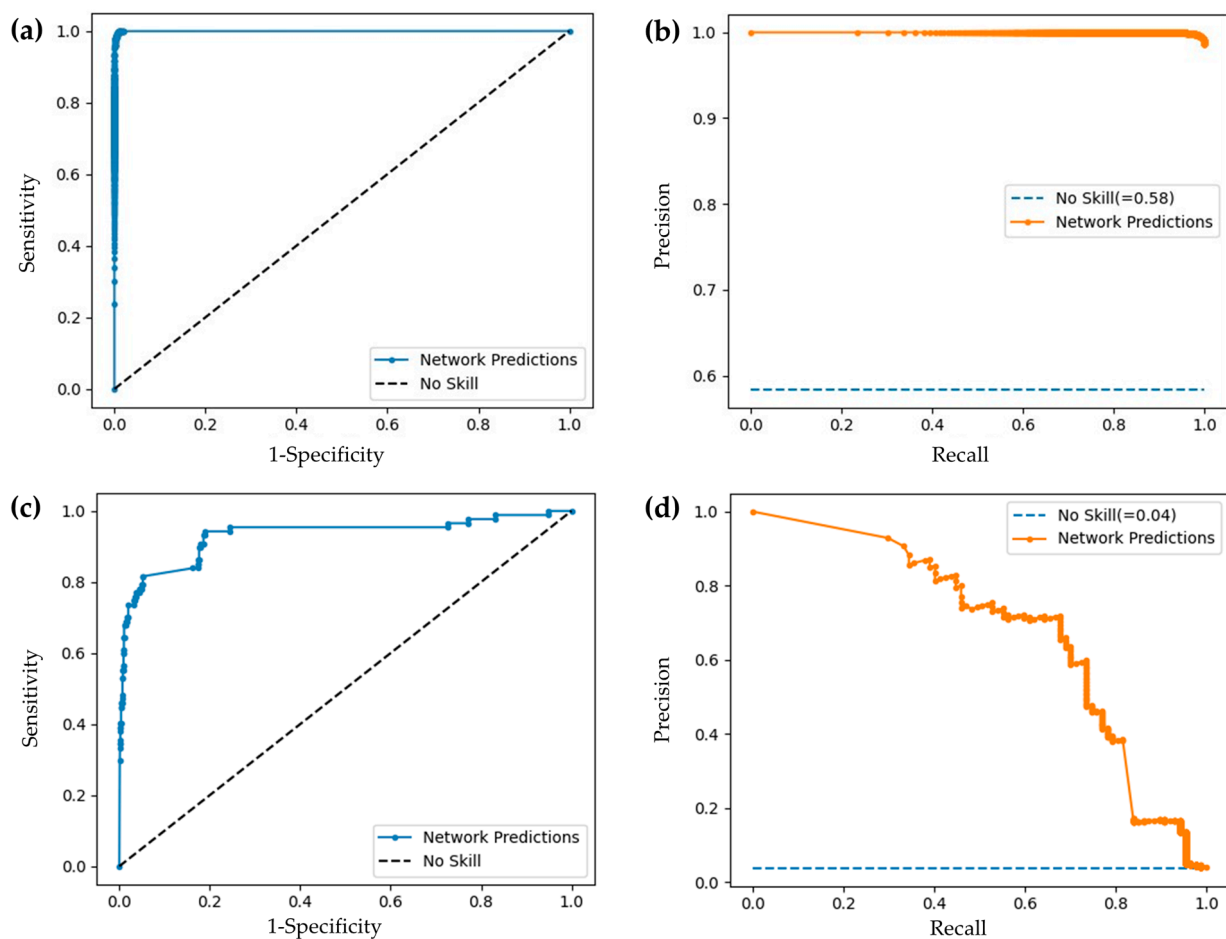 (a)
1.0
0.8
0.6
0.4
0.2
0.0
Sensitivity
Network Predictions
No Skill
0.0 0.2 0.4 0.6 0.8 1.0
1-Specificity
(b)
1.0
0.9
0.8
0.7
0.6
Precision
No Skill(=0.58)
Network Predictions
0.0 0.2 0.4 0.6 0.8 1.0
Recall
(c)
1.0
0.8
0.6
0.4
0.2
0.0
Sensitivity
Network Predictions
No Skill
0.0 0.2 0.4 0.6 0.8 1.0
1-Specificity
(d)
1.0
0.8
0.6
0.4
0.2
0.0
Precision
No Skill(=0.04)
Network Predictions
0.0 0.2 0.4 0.6 0.8 1.0
Recall